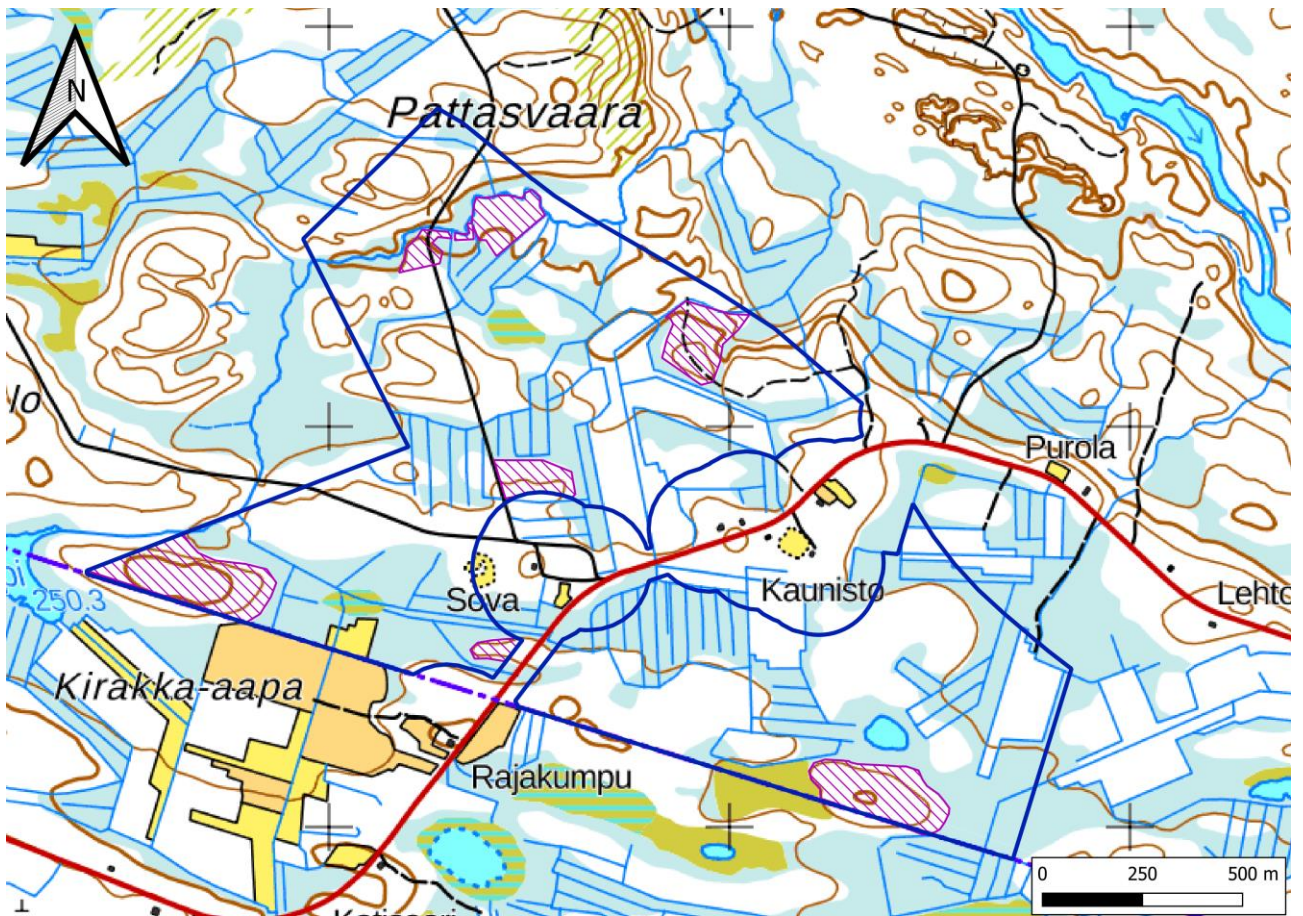 N
Pattasvaara
lo
Purola
Kaunisto
Sova
Lehto
250.3
Kirakka-aapa
Rajakumpu
0 250 500 m